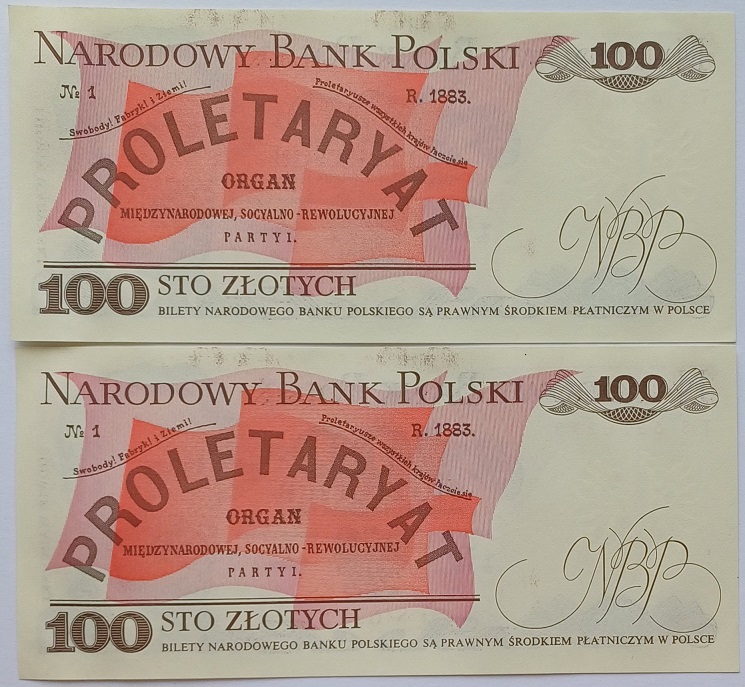 NARODOWY BANK POLSKI 100
№ 1 R. 1883.
Swobody! Fabryk! i Ziemi!
Proletaryusze wszystkich krajów łączcie się
PROLETARYAT
ORGAN
MIĘDZYNARODOWEJ, SOCYALNO-REWOLUCYJNEJ
PARTYI.
NBP
100 STO ZŁOTYCH
BILETY NARODOWEGO BANKU POLSKIEGO SĄ PRAWNYM ŚRODKIEM PŁATNICZYM W POLSCE
NARODOWY BANK POLSKI 100
№ 1 R. 1883.
Swobody! Fabryk! i Ziemi!
Proletaryusze wszystkich krajów łączcie się
PROLETARYAT
ORGAN
MIĘDZYNARODOWEJ, SOCYALNO-REWOLUCYJNEJ
PARTYI.
NBP
100 STO ZŁOTYCH
BILETY NARODOWEGO BANKU POLSKIEGO SĄ PRAWNYM ŚRODKIEM PŁATNICZYM W POLSCE